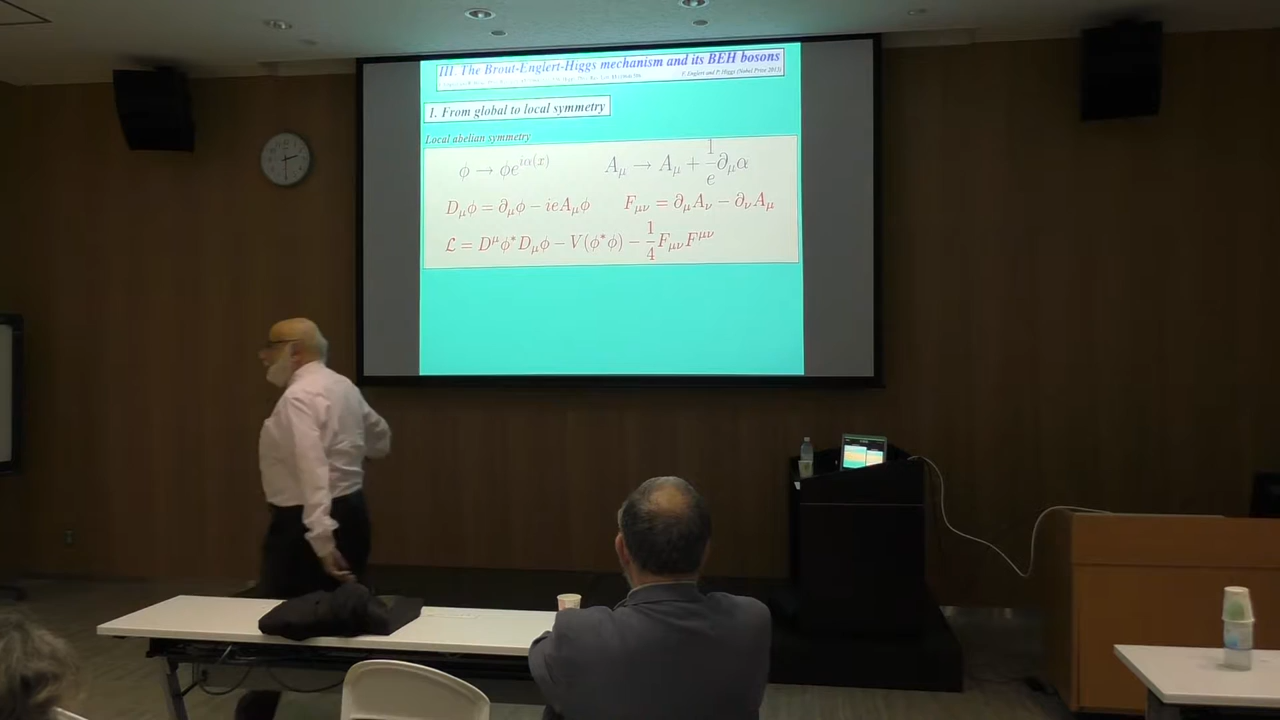 III. The Brout-Englert-Higgs mechanism and its BEH bosons
F. Englert and P. Higgs (Nobel Prize 2013)
1. From global to local symmetry
Local abelian symmetry
ϕ → ϕe^{iα(x)} A_μ → A_μ + \frac{1}{e}∂_μα
D_μϕ = ∂_μϕ − ieA_μϕ F_{μν} = ∂_μA_ν − ∂_νA_μ
ℒ = D^μϕ^*D_μϕ − V(ϕ^*ϕ) − \frac{1}{4}F_{μν}F^{μν}